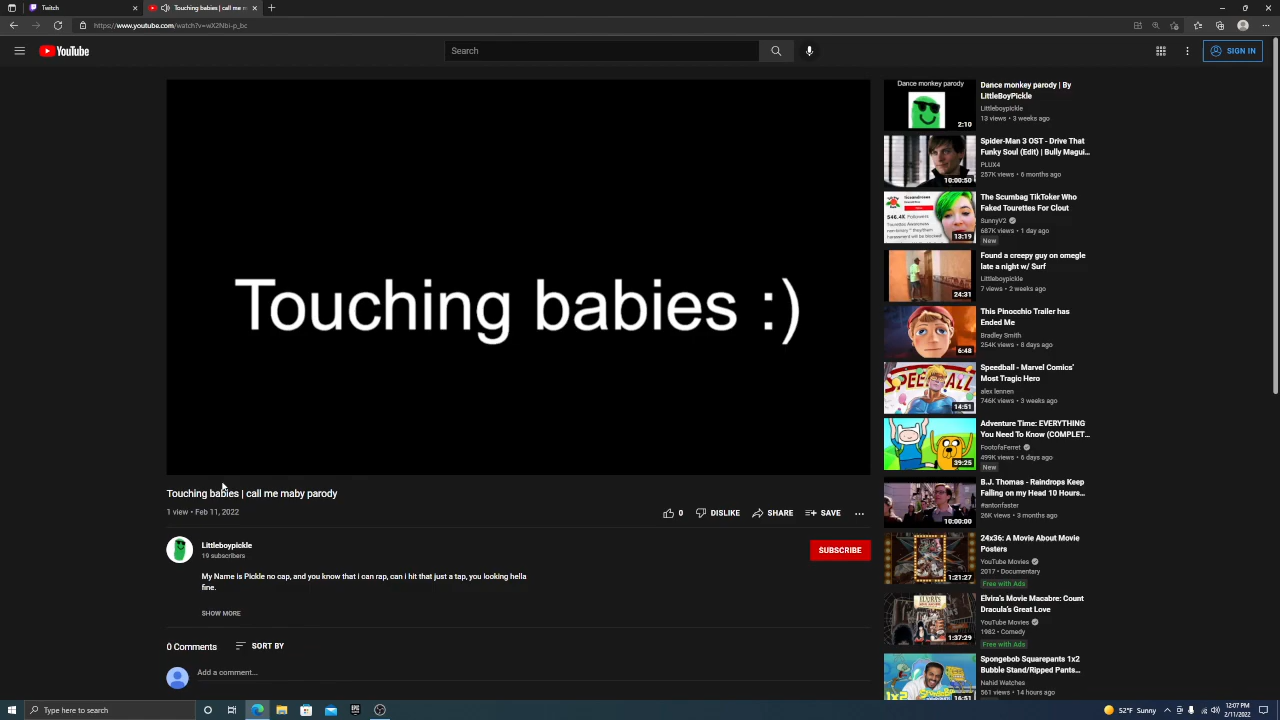 Twitch
Touching babies | call me m
https://www.youtube.com/watch?v=wX2Nbi-p_bc
YouTube
Search
SIGN IN
Touching babies :)
Touching babies | call me maby parody
1 view • Feb 11, 2022
0
DISLIKE
SHARE
SAVE
Littleboypickle
19 subscribers
SUBSCRIBE
My Name is Pickle no cap, you know that i can rap, can i hit that just a tap, you looking hella
fine.
SHOW MORE
0 Comments
SORT BY
Add a comment...
Dance monkey parody
2:10
Dance monkey parody | By
LittleBoyPickle
Littleboypickle
13 views • 3 weeks ago
10:00:50
Spider-Man 3 OST - Drive That
Funky Soul (Edit) | Bully Magui...
PLUX4
257K views • 6 months ago
546.4K Followers
13:19
The Scumbag TikToker Who
Faked Tourettes For Clout
SunnyV2
687K views • 1 day ago
New
24:31
Found a creepy guy on omegle
late a night w/ Surf
Littleboypickle
7 views • 2 weeks ago
6:48
This Pinocchio Trailer has
Ended Me
Bradley Smith
254K views • 8 days ago
SPEEDBALL
14:51
Speedball - Marvel Comics'
Most Tragic Hero
alex lennen
746K views • 3 weeks ago
39:25
Adventure Time: EVERYTHING
You Need To Know (COMPLET...
FootofaFerret
499K views • 6 days ago
New
10:00:00
B.J. Thomas - Raindrops Keep
Falling on my Head 10 Hours...
#antonfaster
26K views • 3 months ago
1:21:27
24x36: A Movie About Movie
Posters
YouTube Movies
2017 • Documentary
Free with Ads
1:37:29
Elvira's Movie Macabre: Count
Dracula's Great Love
YouTube Movies
1982 • Comedy
Free with Ads
1x2
16:51
Spongebob Squarepants 1x2
Bubble Stand/Ripped Pants...
Nahid Watches
561 views • 14 hours ago
Type here to search
52°F Sunny
12:07 PM
2/11/2022